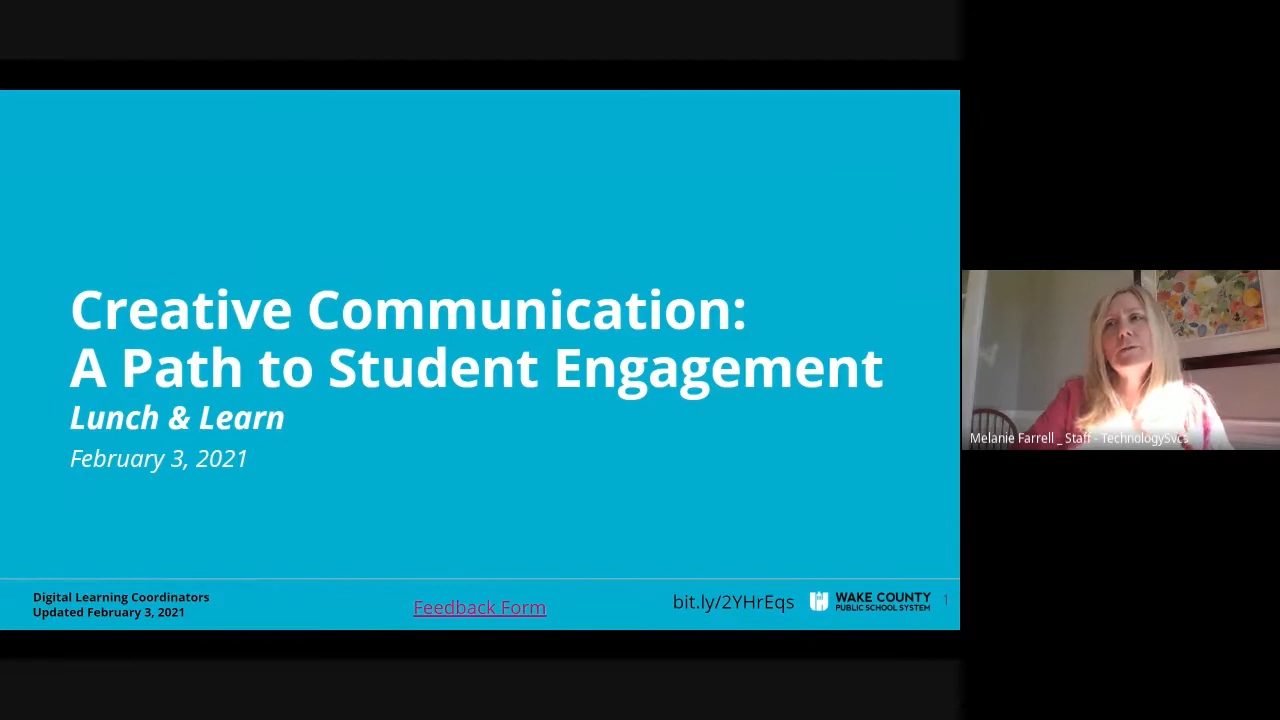 Creative Communication:
A Path to Student Engagement
Lunch & Learn
February 3, 2021
Digital Learning Coordinators
Updated February 3, 2021
Feedback Form
bit.ly/2YHrEqs
WAKE COUNTY
PUBLIC SCHOOL SYSTEM
1
Melanie Farrell _ Staff - TechnologySvcs